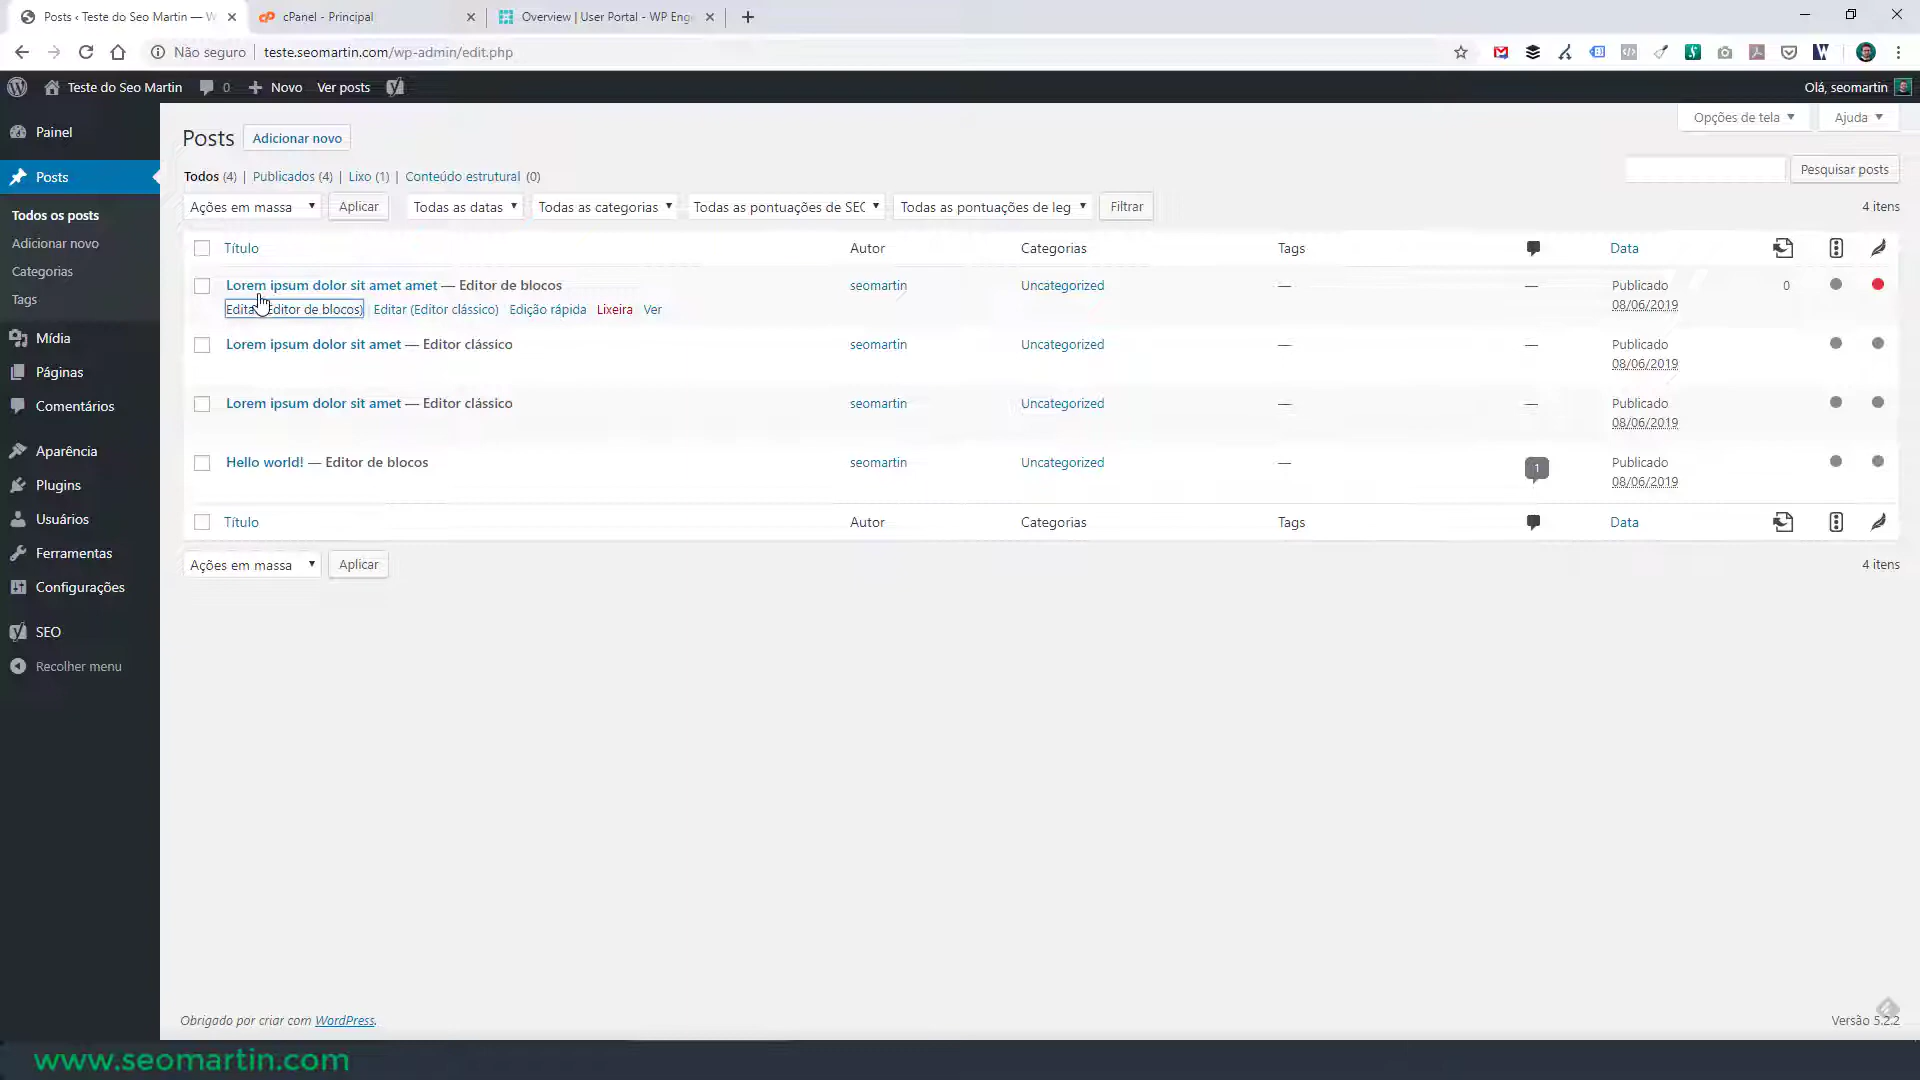 Posts ‹ Teste do Seo Martin — W
cPanel - Principal
Overview | User Portal - WP Eng
Não seguro
teste.seomartin.com/wp-admin/edit.php
Teste do Seo Martin
0
Novo
Ver posts
Olá, seomartin
Painel
Posts
Todos os posts
Adicionar novo
Categorias
Tags
Mídia
Páginas
Comentários
Aparência
Plugins
Usuários
Ferramentas
Configurações
SEO
Recolher menu
Opções de tela
Ajuda
Posts
Adicionar novo
Todos (4) | Publicados (4) | Lixo (1) | Conteúdo estrutural (0)
Pesquisar posts
Ações em massa
Aplicar
Todas as datas
Todas as categorias
Todas as pontuações de SEC
Todas as pontuações de leg
Filtrar
4 itens
Título Autor Categorias Tags Data
Lorem ipsum dolor sit amet amet — Editor de blocos seomartin Uncategorized — — Publicado 0
08/06/2019
Editar (Editor de blocos) Editar (Editor clássico) Edição rápida Lixeira Ver
Lorem ipsum dolor sit amet — Editor clássico seomartin Uncategorized — — Publicado
08/06/2019
Lorem ipsum dolor sit amet — Editor clássico seomartin Uncategorized — — Publicado
08/06/2019
Hello world! — Editor de blocos seomartin Uncategorized — 1 Publicado
08/06/2019
Título Autor Categorias Tags Data
Ações em massa
Aplicar
4 itens
Obrigado por criar com WordPress.
Versão 5.2.2
www.seomartin.com